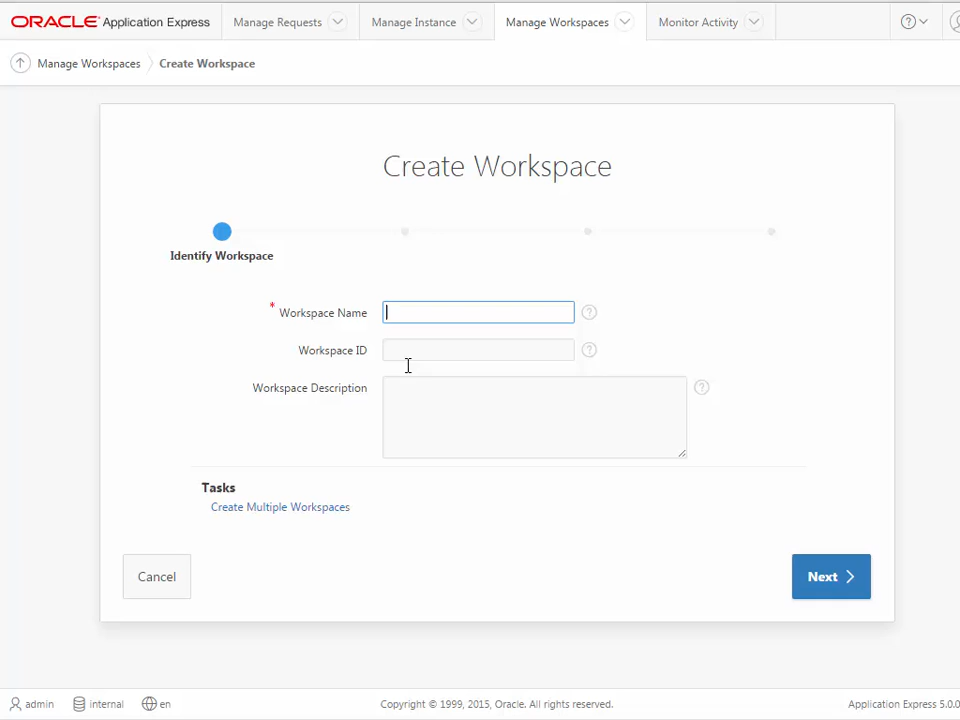 ORACLE Application Express Manage Requests Manage Instance Manage Workspaces Monitor Activity ?
Manage Workspaces Create Workspace
Create Workspace
Identify Workspace
* Workspace Name ?
Workspace ID ?
Workspace Description ?
Tasks
Create Multiple Workspaces
Cancel Next
admin internal en Copyright © 1999, 2015, Oracle. All rights reserved. Application Express 5.0.0